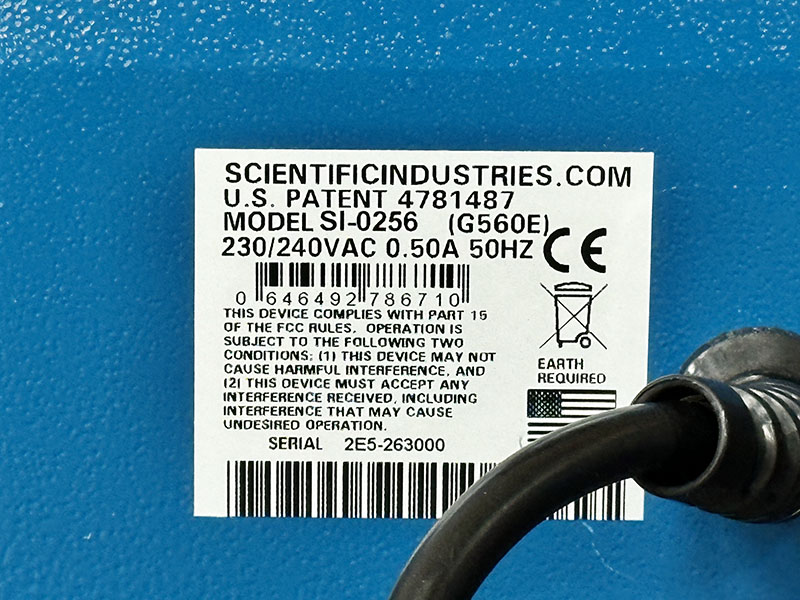 SCIENTIFICINDUSTRIES.COM
U.S. PATENT 4781487
MODEL SI-0256 (G560E)
230/240VAC 0.50A 50HZ
CE
0 646492 786710
THIS DEVICE COMPLIES WITH PART 15
OF THE FCC RULES. OPERATION IS
SUBJECT TO THE FOLLOWING TWO
CONDITIONS: (1) THIS DEVICE MAY NOT
CAUSE HARMFUL INTERFERENCE, AND
(2) THIS DEVICE MUST ACCEPT ANY
INTERFERENCE RECEIVED, INCLUDING
INTERFERENCE THAT MAY CAUSE
UNDESIRED OPERATION.
EARTH
REQUIRED
SERIAL 2E5-263000